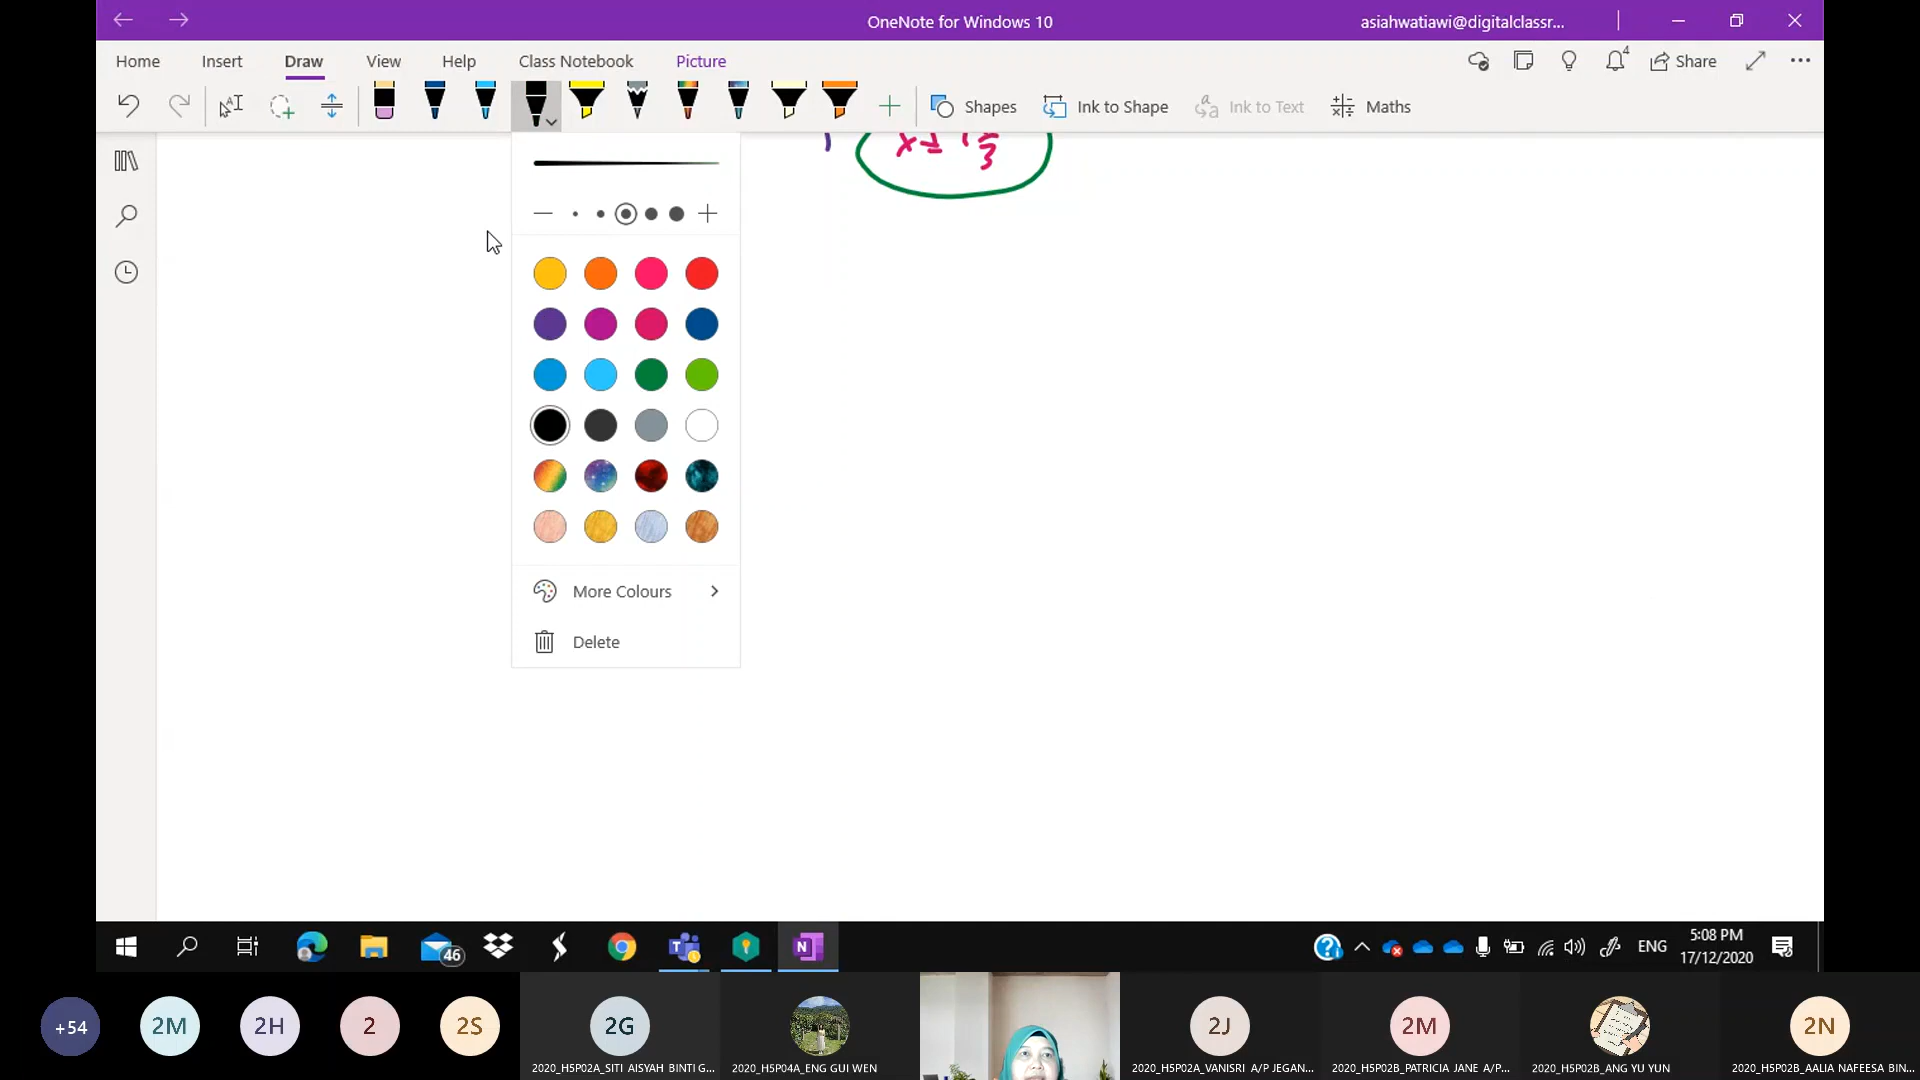 OneNote for Windows 10
asiahwatiawi@digitalclassr...
Home Insert Draw View Help Class Notebook Picture
4
Share
Shapes Ink to Shape Ink to Text Maths
More Colours
Delete
46
ENG
5:08 PM
17/12/2020
+54 2M 2H 2 2S 2G 2J 2M 2N
2020_H5P02A_SITI AISYAH BINTI G... 2020_H5P04A_ENG GUI WEN 2020_H5P02A_VANISRI A/P JEGAN... 2020_H5P02B_PATRICIA JANE A/P... 2020_H5P02B_ANG YU YUN 2020_H5P02B_AALIA NAFEESA BIN...